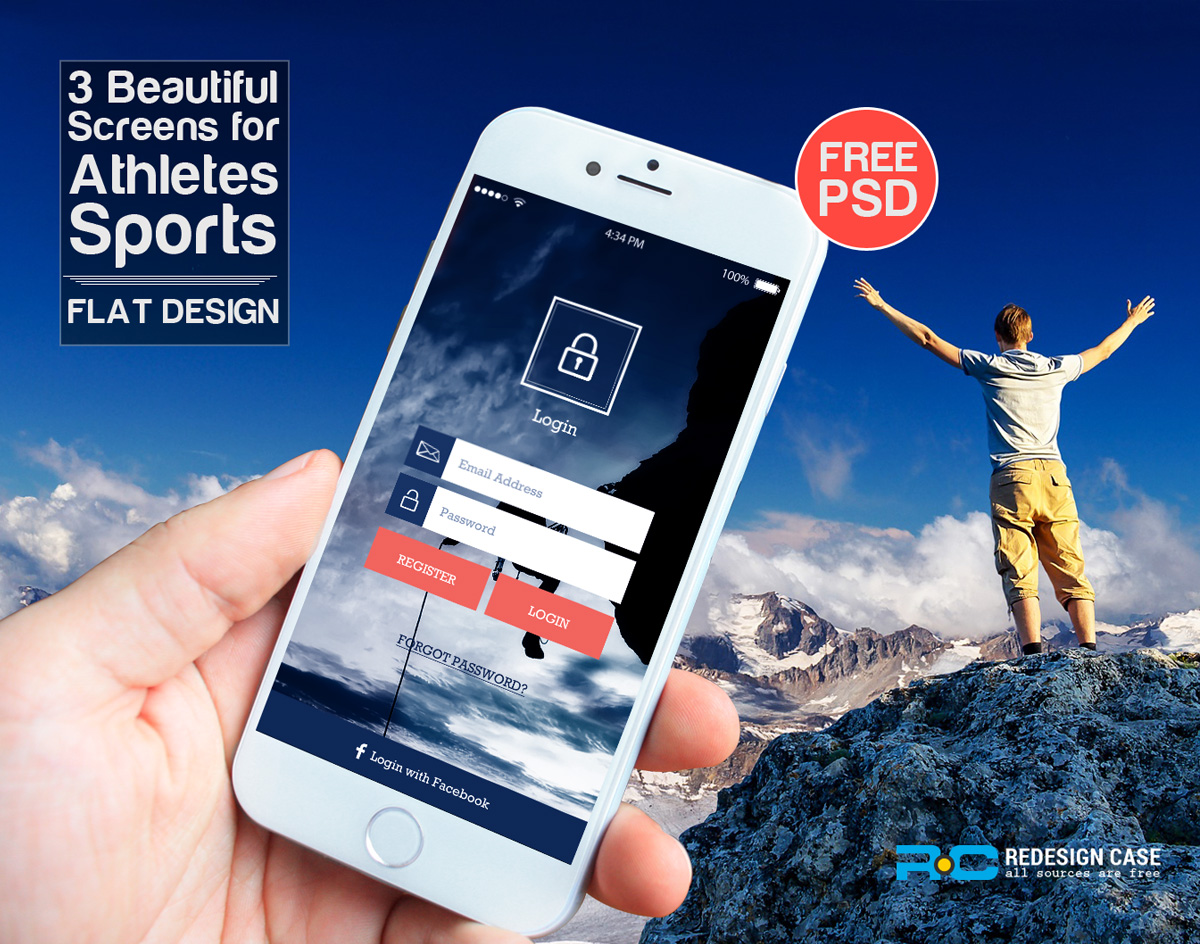 3 Beautiful
Screens for
Athletes
Sports
FLAT DESIGN
FREE
PSD
4:34 PM
100%
Login
Email Address
Password
REGISTER
LOGIN
FORGOT PASSWORD?
f Login with Facebook
RC REDESIGN CASE
all sources are free